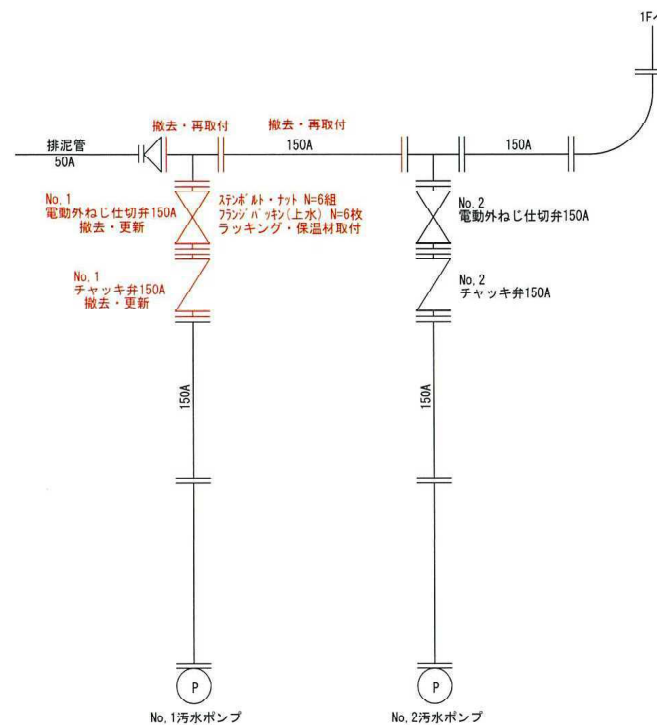 1Fへ
撤去・再取付
撤去・再取付
排泥管
50A
150A
150A
No,1
電動外ねじ仕切弁150A
撤去・更新
ステンボルト・ナット N=6組
フランジパッキン(上水) N=6枚
ラッキング・保温材取付
No,2
電動外ねじ仕切弁150A
No,1
チャッキ弁150A
撤去・更新
No,2
チャッキ弁150A
150A
150A
P
P
No,1汚水ポンプ
No,2汚水ポンプ